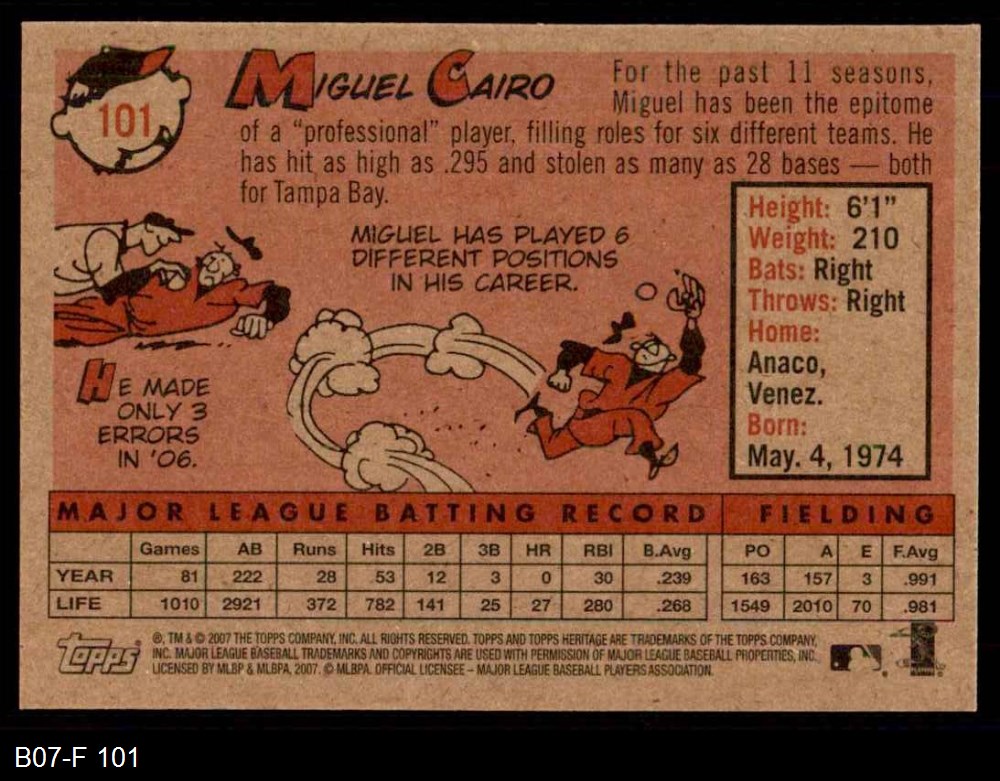 101
MIGUEL CAIRO
For the past 11 seasons,
Miguel has been the epitome
of a "professional" player, filling roles for six different teams. He
has hit as high as .295 and stolen as many as 28 bases — both
for Tampa Bay.
MIGUEL HAS PLAYED 6
DIFFERENT POSITIONS
IN HIS CAREER.
HE MADE
ONLY 3
ERRORS
IN '06.
Height: 6'1"
Weight: 210
Bats: Right
Throws: Right
Home:
Anaco,
Venez.
Born:
May. 4, 1974
MAJOR LEAGUE BATTING RECORD FIELDING
Games AB Runs Hits 2B 3B HR RBI B.Avg PO A E F.Avg
YEAR 81 222 28 53 12 3 0 30 .239 163 157 3 .991
LIFE 1010 2921 372 782 141 25 27 280 .268 1549 2010 70 .981
Topps
®, TM & © 2007 THE TOPPS COMPANY, INC. ALL RIGHTS RESERVED. TOPPS AND TOPPS HERITAGE ARE TRADEMARKS OF THE TOPPS COMPANY,
INC. MAJOR LEAGUE BASEBALL TRADEMARKS AND COPYRIGHTS ARE USED WITH PERMISSION OF MAJOR LEAGUE BASEBALL PROPERTIES, INC.
LICENSED BY MLBP & MLBPA, 2007. © MLBPA. OFFICIAL LICENSEE – MAJOR LEAGUE BASEBALL PLAYERS ASSOCIATION.
B07-F 101